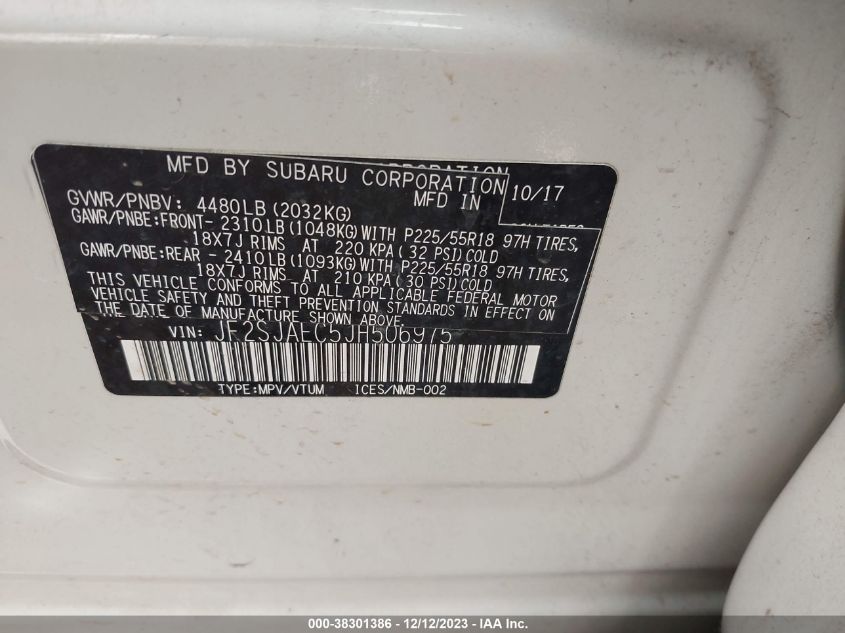 MFD BY SUBARU CORPORATION
MFD IN 10/17
GVWR/PNBV: 4480LB (2032KG)
GAWR/PNBE:FRONT- 2310LB (1048KG) WITH P225/55R18 97H TIRES,
18X7J RIMS AT 220 KPA (32 PSI) COLD
GAWR/PNBE:REAR - 2410LB (1093KG) WITH P225/55R18 97H TIRES,
18X7J RIMS AT 210 KPA (30 PSI) COLD
THIS VEHICLE CONFORMS TO ALL APPLICABLE FEDERAL MOTOR
VEHICLE SAFETY AND THEFT PREVENTION STANDARDS IN EFFECT ON
THE DATE OF MANUFACTURE SHOWN ABOVE.
VIN: JF2SJAEC5JH506975
TYPE:MPV/VTUM ICES/NMB-002
000-38301386 - 12/12/2023 - IAA Inc.